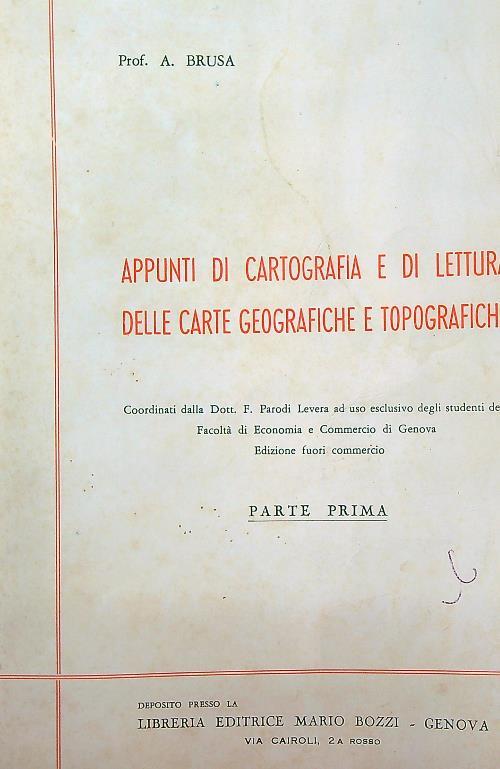 Prof. A. BRUSA
APPUNTI DI CARTOGRAFIA E DI LETTURA
DELLE CARTE GEOGRAFICHE E TOPOGRAFICH
Coordinati dalla Dott. F. Parodi Levera ad uso esclusivo degli studenti de
Facoltà di Economia e Commercio di Genova
Edizione fuori commercio
PARTE PRIMA
DEPOSITO PRESSO LA
LIBRERIA EDITRICE MARIO BOZZI - GENOVA
VIA CAIROLI, 2A ROSSO